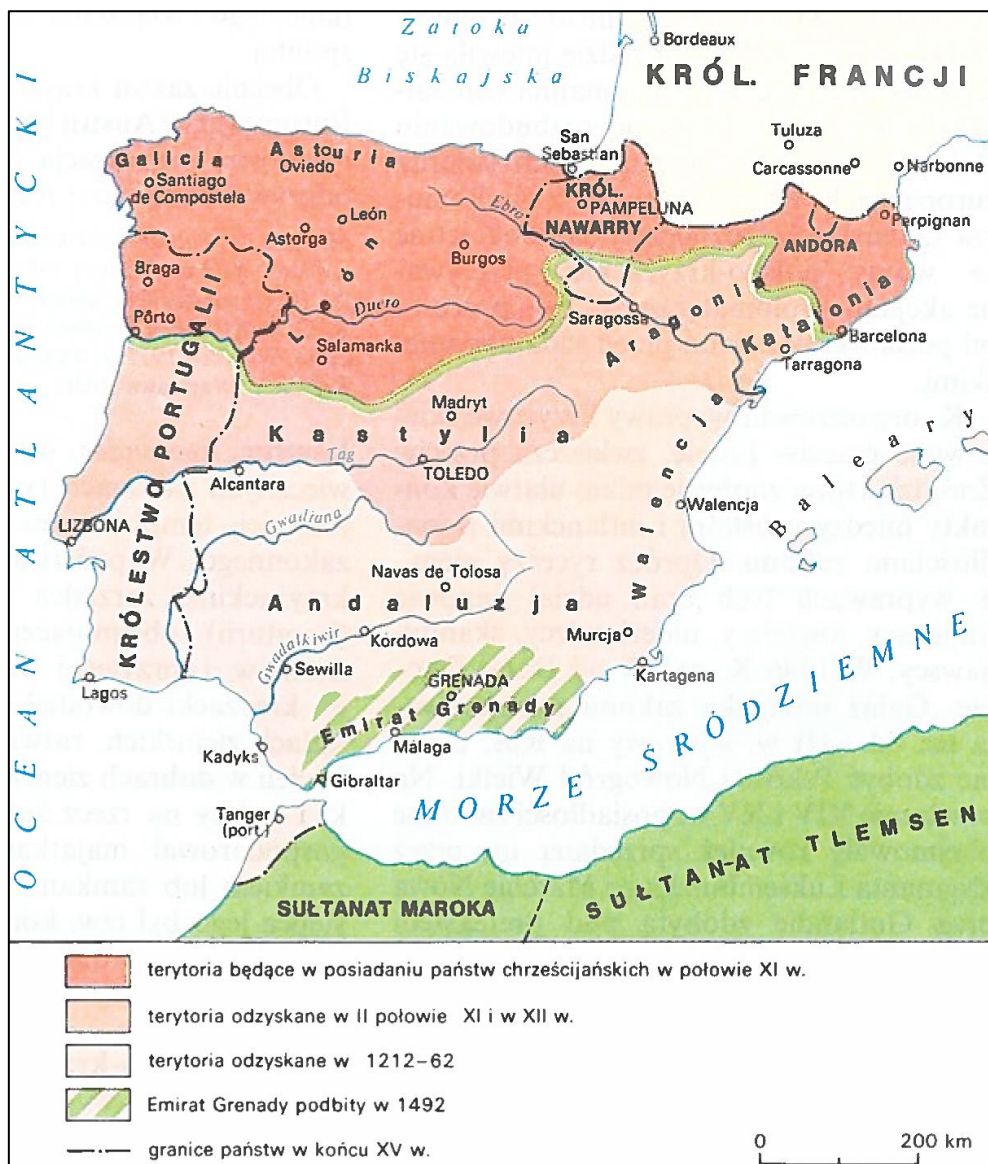 Zatoka
Biskajska
Bordeaux
KRÓL. FRANCJI
OCEAN ATLANTYCKI
Galicja
Astouria
Oviedo
San
Sebastian
Tuluza
Carcassonne
Narbonne
Santiago
de Compostela
León
KRÓL.
PAMPELUNA
NAWARRY
Ebro
Perpignan
ANDORA
Astorga
Burgos
Braga
Leon
Duero
Pôrto
Saragossa
Aragonia
Katalonia
Barcelona
Salamanka
Tarragona
KRÓLESTWO PORTUGALII
Madryt
Kastylia
Tag
TOLEDO
Alcantara
Walencja
Walencja
Baleary
LIZBONA
Gwadiana
Navas de Tolosa
Andaluzja
Gwadalkiwir
Kordowa
Murcja
Sewilla
Lagos
Kartagena
GRENADA
Emirat Grenady
Málaga
Kadyks
Gibraltar
MORZE ŚRÓDZIEMNE
Tanger
(port.)
SUŁTANAT MAROKA
SUŁTANAT TLEMSEN
terytoria będące w posiadaniu państw chrześcijańskich w połowie XI w.
terytoria odzyskane w II połowie XI i w XII w.
terytoria odzyskane w 1212–62
Emirat Grenady podbity w 1492
granice państw w końcu XV w.
0 200 km